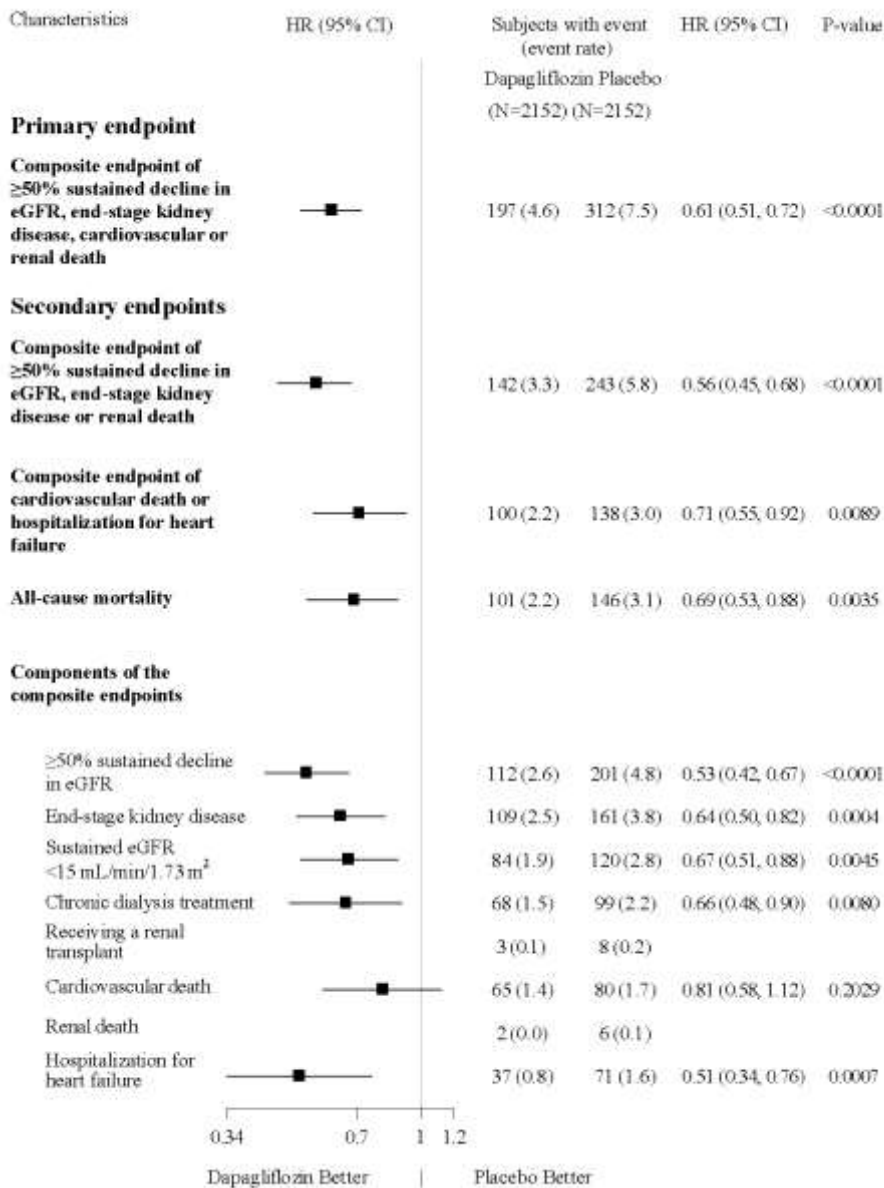 Characteristics HR (95% CI) Subjects with event HR (95% CI) P-value
(event rate)
Dapagliflozin Placebo
(N=2152) (N=2152)
Primary endpoint
Composite endpoint of
≥50% sustained decline in
eGFR, end-stage kidney 197 (4.6) 312 (7.5) 0.61 (0.51, 0.72) <0.0001
disease, cardiovascular or
renal death
Secondary endpoints
Composite endpoint of
≥50% sustained decline in
eGFR, end-stage kidney 142 (3.3) 243 (5.8) 0.56 (0.45, 0.68) <0.0001
disease or renal death
Composite endpoint of
cardiovascular death or
hospitalization for heart 100 (2.2) 138 (3.0) 0.71 (0.55, 0.92) 0.0089
failure
All-cause mortality 101 (2.2) 146 (3.1) 0.69 (0.53, 0.88) 0.0035
Components of the
composite endpoints
≥50% sustained decline
in eGFR 112 (2.6) 201 (4.8) 0.53 (0.42, 0.67) <0.0001
End-stage kidney disease 109 (2.5) 161 (3.8) 0.64 (0.50, 0.82) 0.0004
Sustained eGFR
<15 mL/min/1.73 m² 84 (1.9) 120 (2.8) 0.67 (0.51, 0.88) 0.0045
Chronic dialysis treatment 68 (1.5) 99 (2.2) 0.66 (0.48, 0.90) 0.0080
Receiving a renal
transplant 3 (0.1) 8 (0.2)
Cardiovascular death 65 (1.4) 80 (1.7) 0.81 (0.58, 1.12) 0.2029
Renal death 2 (0.0) 6 (0.1)
Hospitalization for
heart failure 37 (0.8) 71 (1.6) 0.51 (0.34, 0.76) 0.0007
0.34 0.7 1 1.2
Dapagliflozin Better | Placebo Better